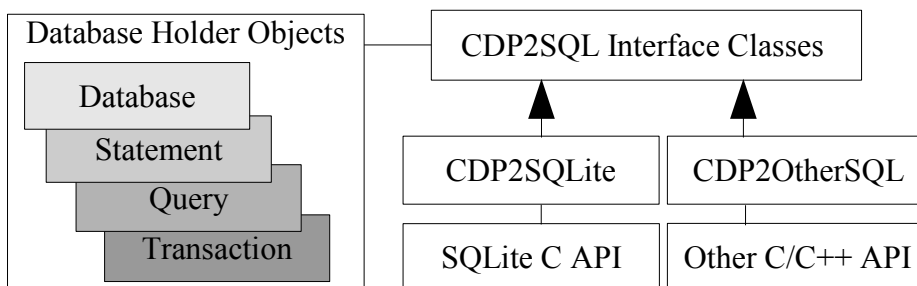 Database Holder Objects
CDP2SQL Interface Classes
Database
Statement
Query
Transaction
CDP2SQLite
CDP2OtherSQL
SQLite C API
Other C/C++ API